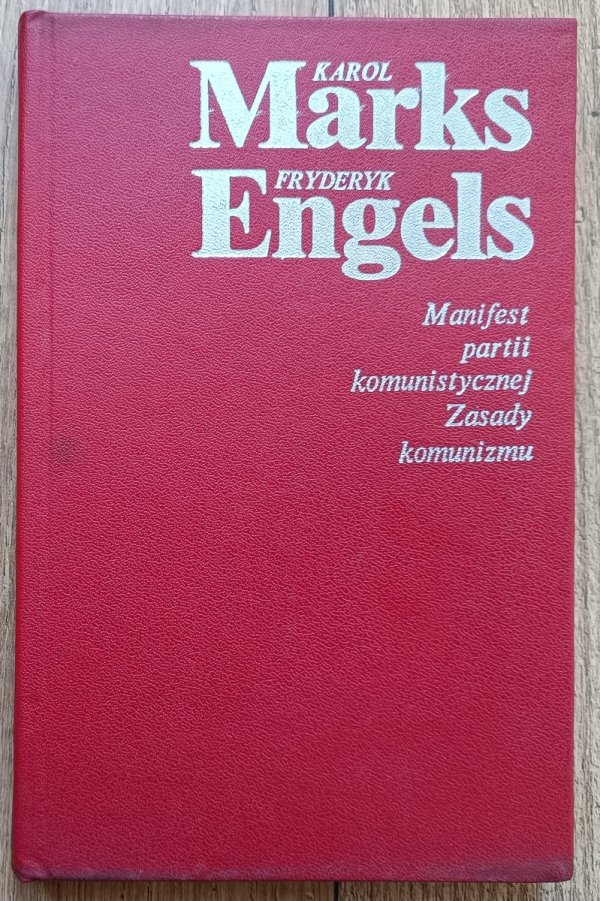 KAROL
Marks
FRYDERYK
Engels
Manifest
partii
komunistycznej
Zasady
komunizmu